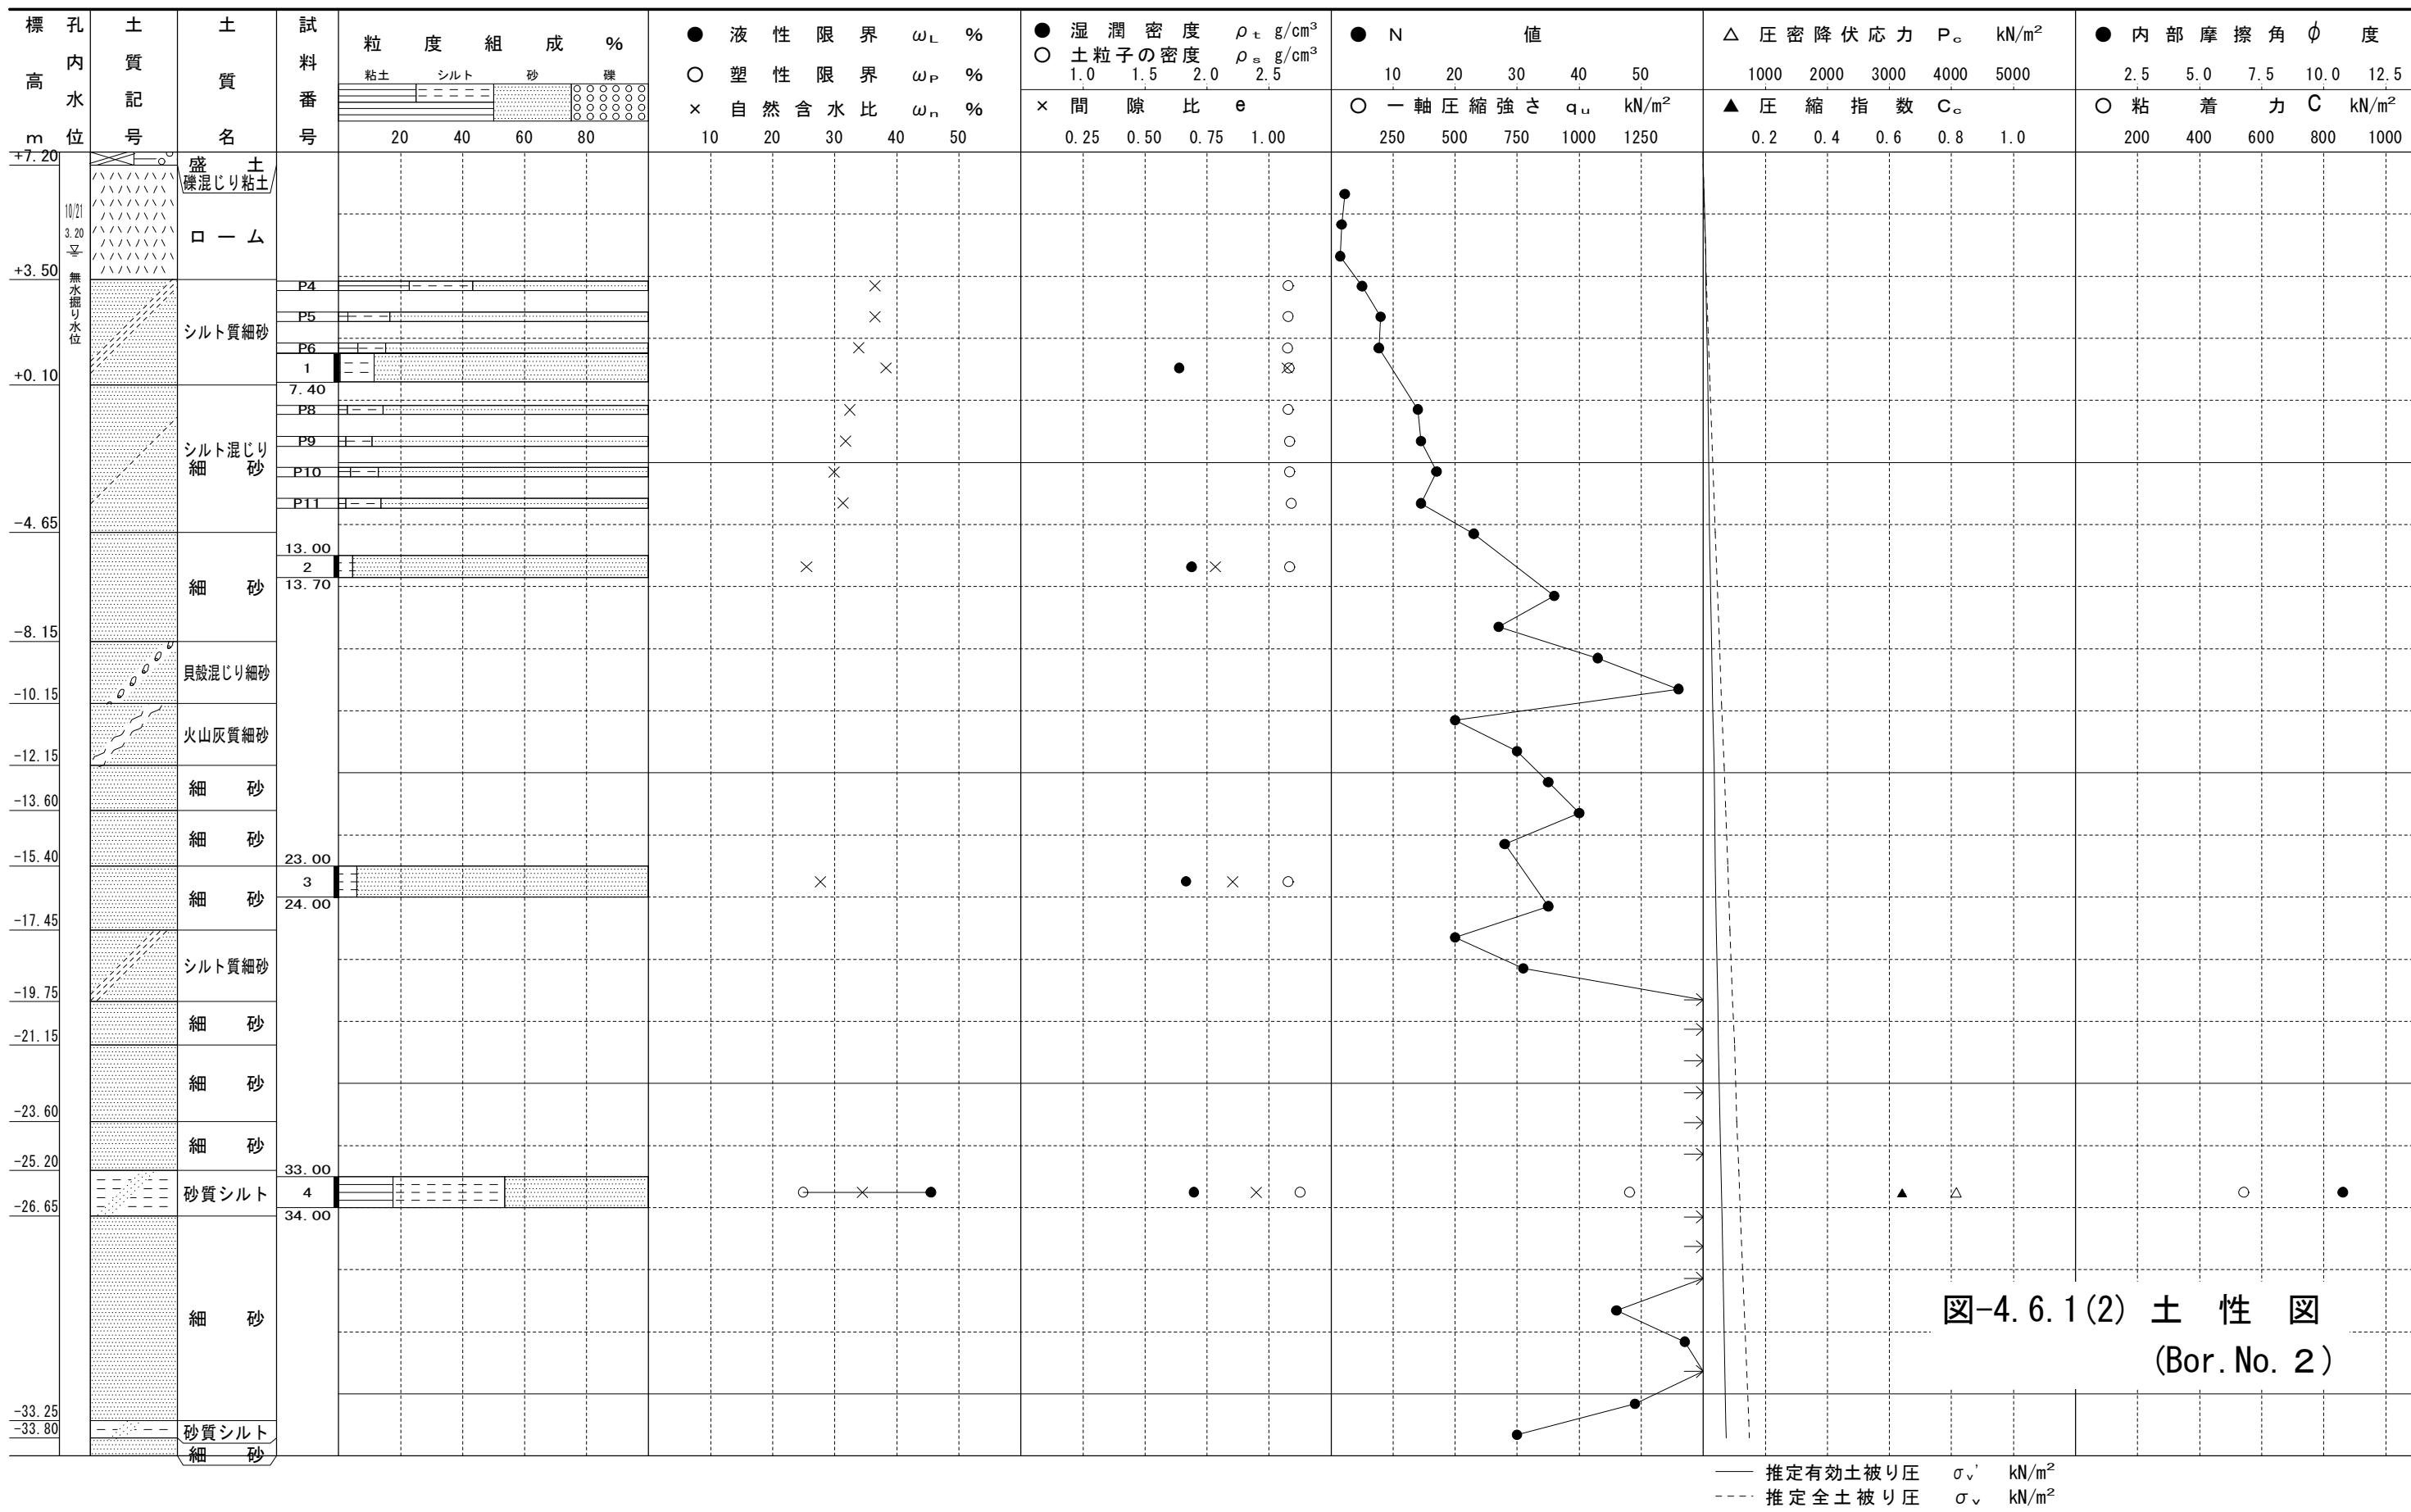 標高 m
孔内水位
土質記号
土質名
試料番号
粒度組成 %
粘土 シルト 砂 礫
20 40 60 80
● 液性限界 ωL %
○ 塑性限界 ωP %
× 自然含水比 ωn %
10 20 30 40 50
● 湿潤密度 ρt g/cm³
○ 土粒子の密度 ρs g/cm³
1.0 1.5 2.0 2.5
× 間隙比 e
0.25 0.50 0.75 1.00
● N値
10 20 30 40 50
○ 一軸圧縮強さ qu kN/m²
250 500 750 1000 1250
△ 圧密降伏応力 Pc kN/m²
1000 2000 3000 4000 5000
▲ 圧縮指数 Cc
0.2 0.4 0.6 0.8 1.0
● 内部摩擦角 φ 度
2.5 5.0 7.5 10.0 12.5
○ 粘着力 C kN/m²
200 400 600 800 1000
+7.20
盛土
礫混じり粘土
10/21
3.20
ローム
+3.50
無水掘り水位
P4
P5
シルト質細砂
P6
1
+0.10
7.40
P8
P9
シルト混じり
細砂
P10
P11
-4.65
13.00
2
13.70
細砂
-8.15
貝殻混じり細砂
-10.15
火山灰質細砂
-12.15
細砂
-13.60
細砂
-15.40
23.00
3
細砂
24.00
-17.45
シルト質細砂
-19.75
細砂
-21.15
細砂
-23.60
細砂
-25.20
33.00
砂質シルト
4
-26.65
34.00
細砂
-33.25
-33.80
砂質シルト
細砂
図-4.6.1(2) 土性図
(Bor.No.2)
推定有効土被り圧 σv' kN/m²
推定全土被り圧 σv kN/m²